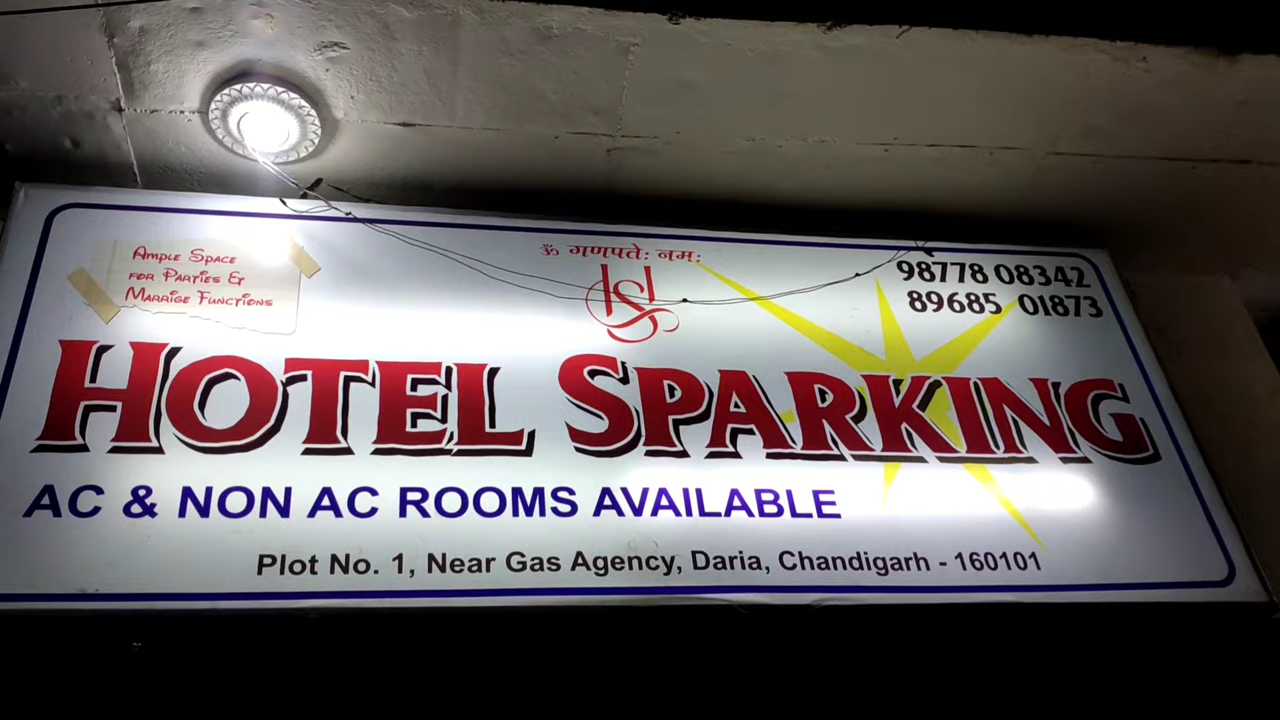 ॐ गणपतेः नमः
AMPLE SPACE
FOR PARTIES &
MARRIGE FUNCTIONS
HS
98778 08342
89685 01873
HOTEL SPARKING
AC & NON AC ROOMS AVAILABLE
Plot No. 1, Near Gas Agency, Daria, Chandigarh - 160101